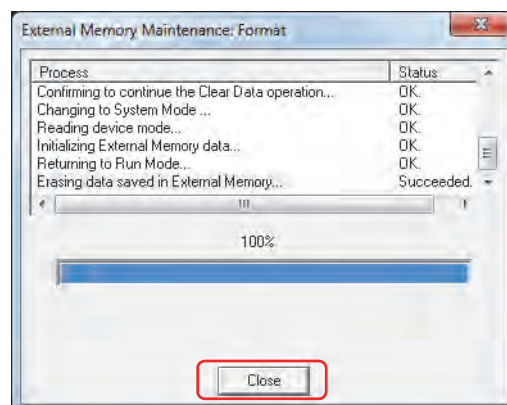 External Memory Maintenance: Format
Process Status
Confirming to continue the Clear Data operation... OK.
Changing to System Mode ... OK.
Reading device mode... OK.
Initializing External Memory data... OK.
Returning to Run Mode... OK.
Erasing data saved in External Memory... Succeeded.
100%
Close